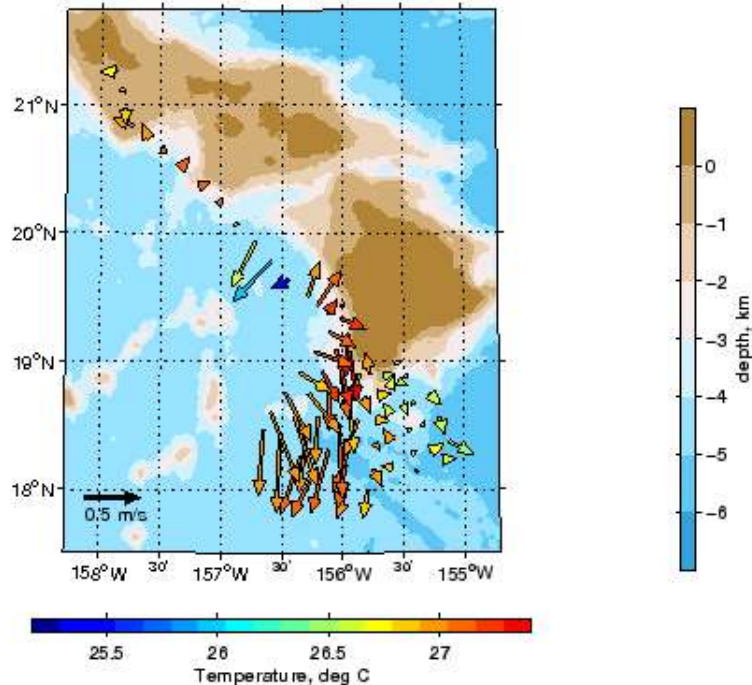 21°N
20°N
19°N
18°N
0.5 m/s
158°W 30' 157°W 30' 156°W 30' 155°W
0
−1
−2
−3
−4
−5
−6
depth, km
25.5 26 26.5 27
Temperature, deg C